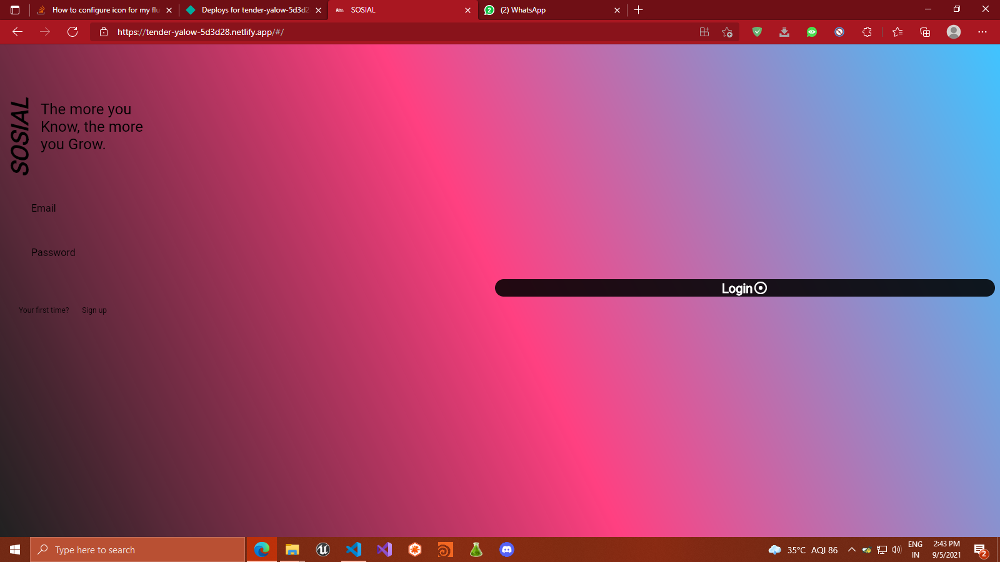 How to configure icon for my flu
Deploys for tender-yalow-5d3d2
SOSIAL
(2) WhatsApp
https://tender-yalow-5d3d28.netlify.app/#/
SOSIAL
The more you
Know, the more
you Grow.
Email
Password
Login
Your first time? Sign up
Type here to search
35°C AQI 86
ENG
IN
2:43 PM
9/5/2021
2